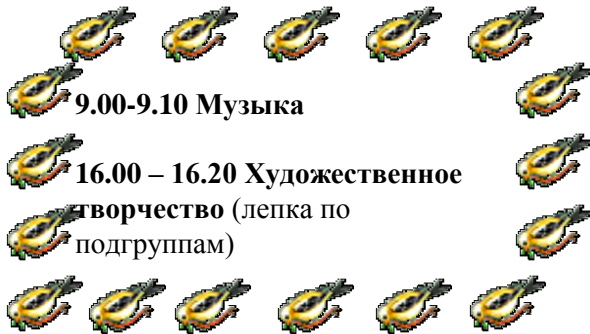 9.00-9.10 Музыка
16.00 – 16.20 Художественное
творчество (лепка по
подгруппам)